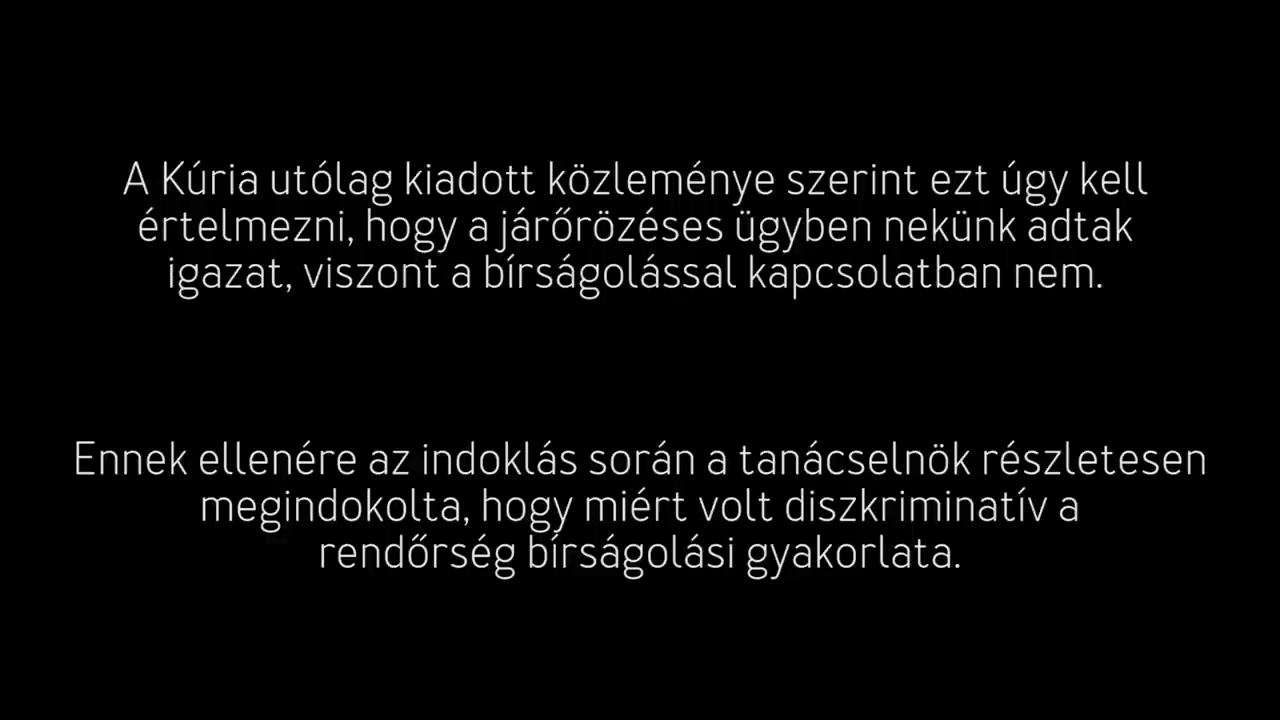 A Kúria utólag kiadott közleménye szerint ezt úgy kell
értelmezni, hogy a járőrözéses ügyben nekünk adtak
igazat, viszont a bírságolással kapcsolatban nem.
Ennek ellenére az indoklás során a tanácselnök részletesen
megindokolta, hogy miért volt diszkriminatív a
rendőrség bírságolási gyakorlata.